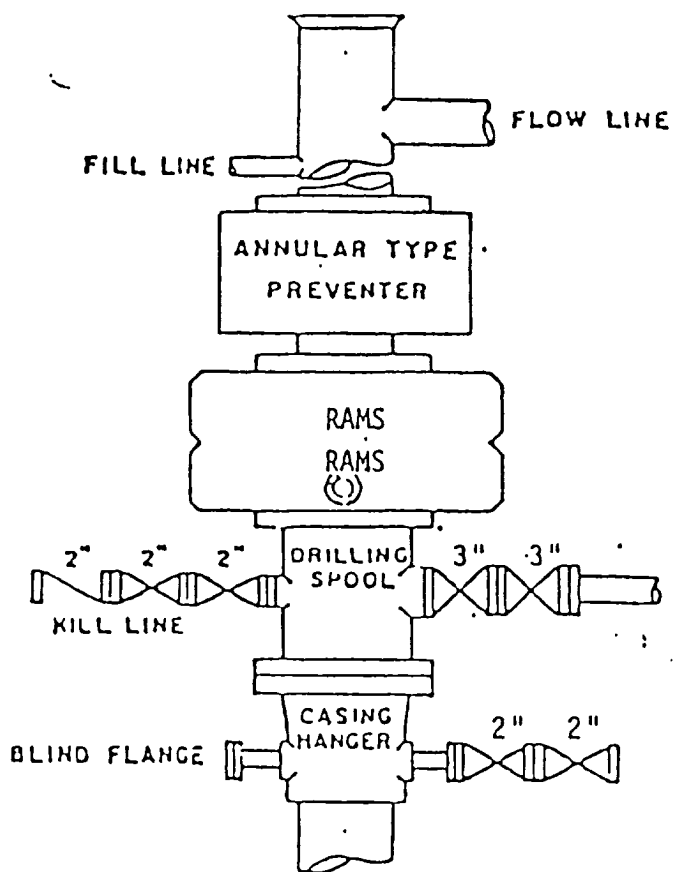 FLOW LINE
FILL LINE
ANNULAR TYPE
PREVENTER
RAMS
RAMS
2" 2" 2"
DRILLING
SPOOL
3" 3"
KILL LINE
CASING
HANGER
2" 2"
BLIND FLANGE